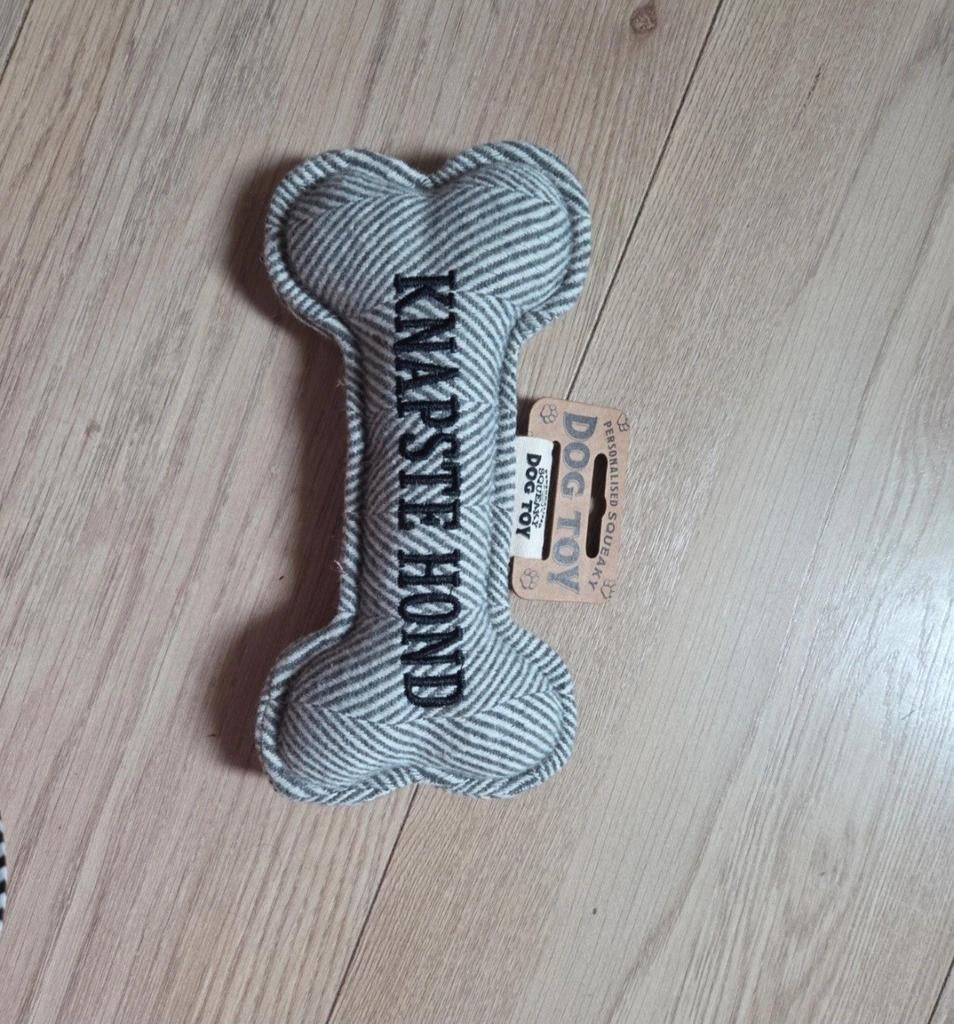 KNAPSTE HOND
PERSONALISED SQUEAKY
DOG TOY
SQUEAKY
DOG TOY